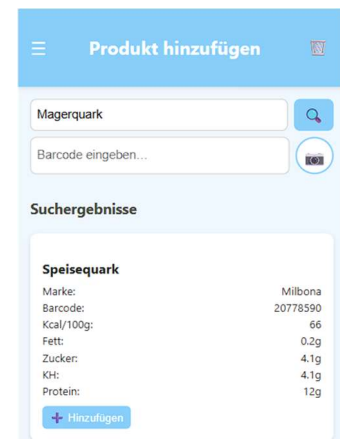 Produkt hinzufügen
Magerquark
Barcode eingeben...
Suchergebnisse
Speisequark
Marke: Milbona
Barcode: 20778590
Kcal/100g: 66
Fett: 0.2g
Zucker: 4.1g
KH: 4.1g
Protein: 12g
Hinzufügen